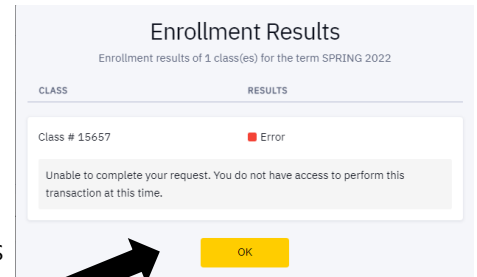 Enrollment Results
Enrollment results of 1 class(es) for the term SPRING 2022
CLASS RESULTS
Class # 15657 Error
Unable to complete your request. You do not have access to perform this
transaction at this time.
OK